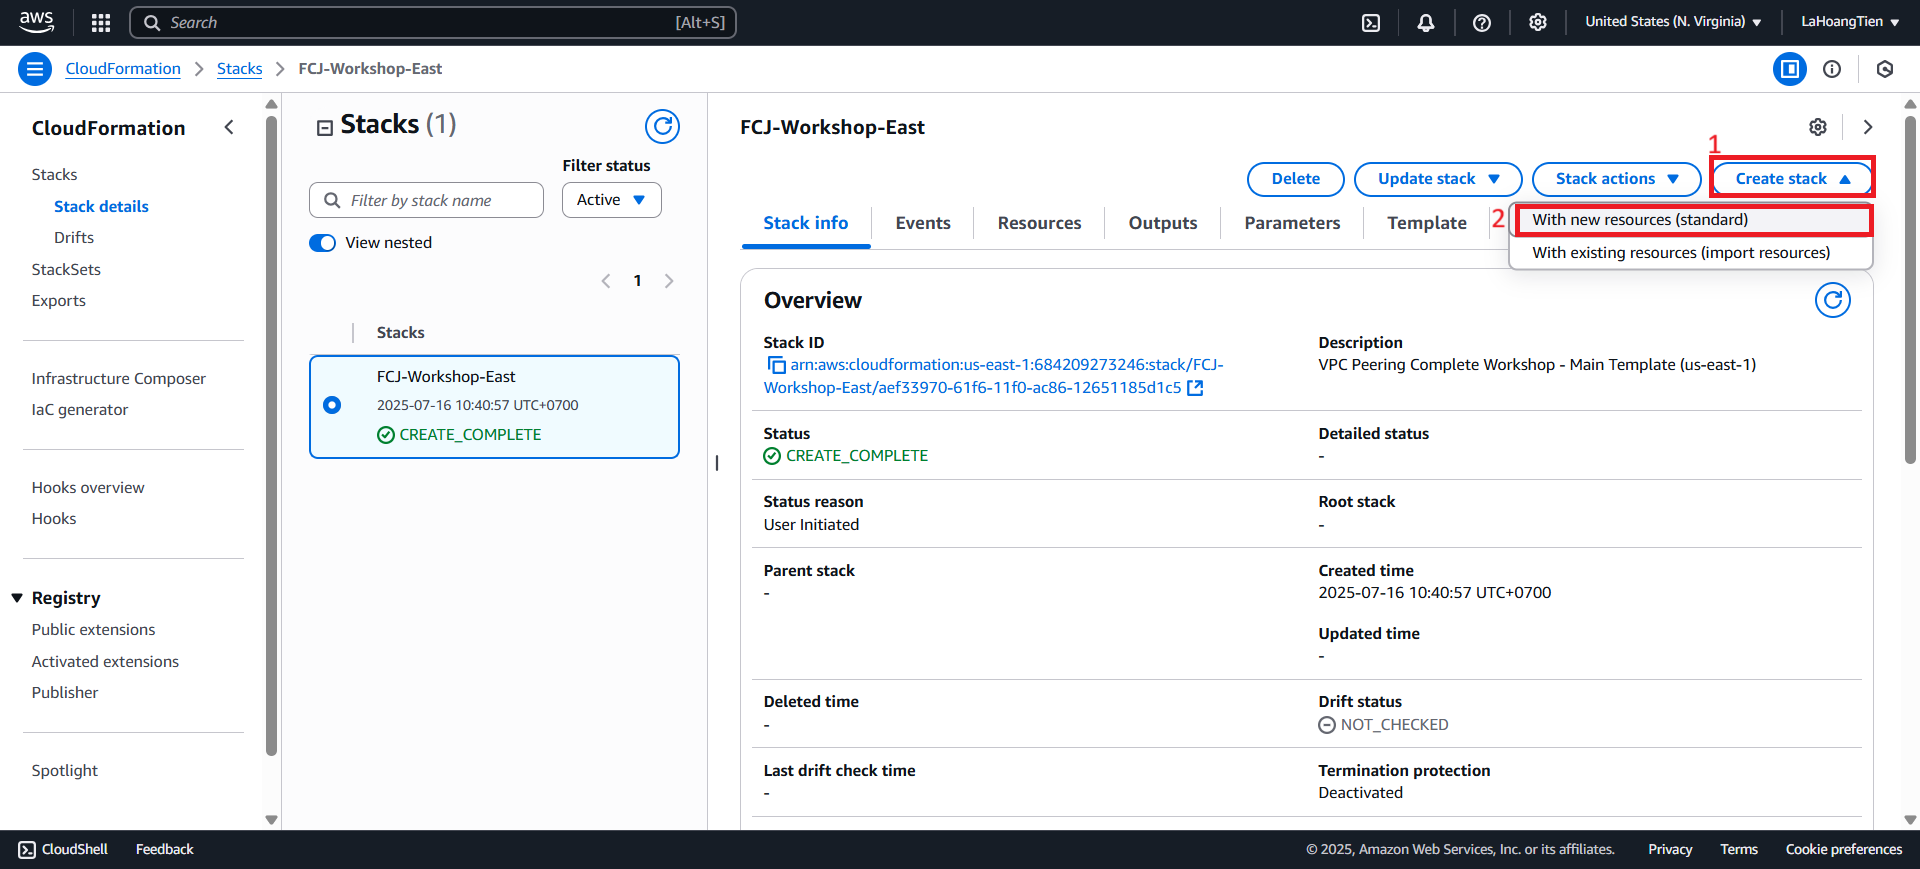 aws
Search [Alt+S]
United States (N. Virginia)
LaHoangTien
CloudFormation
Stacks
FCJ-Workshop-East
CloudFormation
Stacks
Stack details
Drifts
StackSets
Exports
Infrastructure Composer
IaC generator
Hooks overview
Hooks
Registry
Public extensions
Activated extensions
Publisher
Spotlight
Stacks (1)
Filter status
Filter by stack name
Active
View nested
1
Stacks
FCJ-Workshop-East
2025-07-16 10:40:57 UTC+0700
CREATE_COMPLETE
FCJ-Workshop-East
1
Delete
Update stack
Stack actions
Create stack
2
With new resources (standard)
With existing resources (import resources)
Stack info
Events
Resources
Outputs
Parameters
Template
Overview
Stack ID
arn:aws:cloudformation:us-east-1:684209273246:stack/FCJ-
Workshop-East/aef33970-61f6-11f0-ac86-12651185d1c5
Description
VPC Peering Complete Workshop - Main Template (us-east-1)
Status
CREATE_COMPLETE
Detailed status
-
Status reason
User Initiated
Root stack
-
Parent stack
-
Created time
2025-07-16 10:40:57 UTC+0700
Updated time
-
Deleted time
-
Drift status
NOT_CHECKED
Last drift check time
-
Termination protection
Deactivated
CloudShell
Feedback
© 2025, Amazon Web Services, Inc. or its affiliates.
Privacy
Terms
Cookie preferences